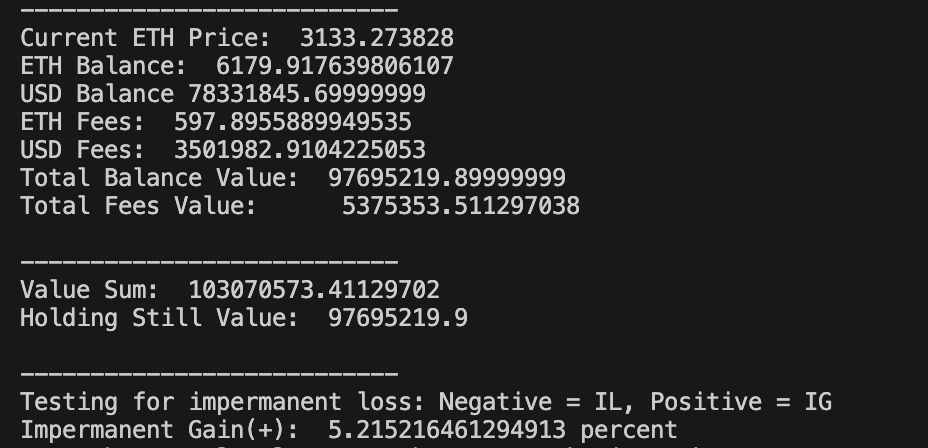 ---------------------------
Current ETH Price:  3133.273828
ETH Balance:  6179.917639806107
USD Balance 78331845.69999999
ETH Fees:  597.8955889949535
USD Fees:  3501982.9104225053
Total Balance Value:  97695219.89999999
Total Fees Value:      5375353.511297038
---------------------------
Value Sum:  103070573.41129702
Holding Still Value:  97695219.9
---------------------------
Testing for impermanent loss: Negative = IL, Positive = IG
Impermanent Gain(+):  5.215216461294913 percent